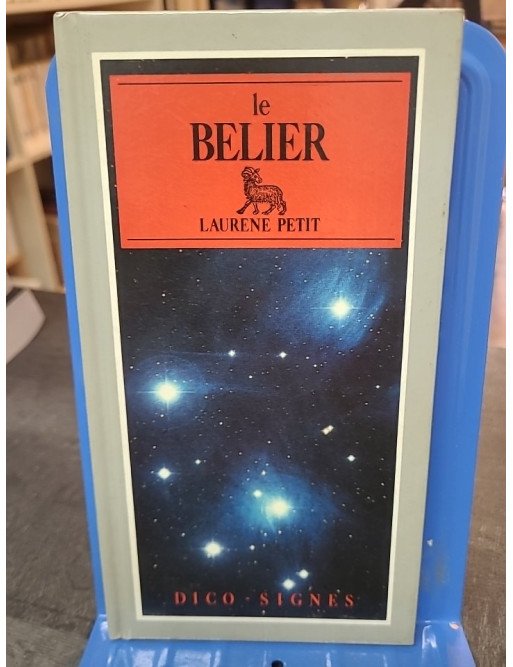 le
BELIER
LAURENE PETIT
DICO - SIGNES